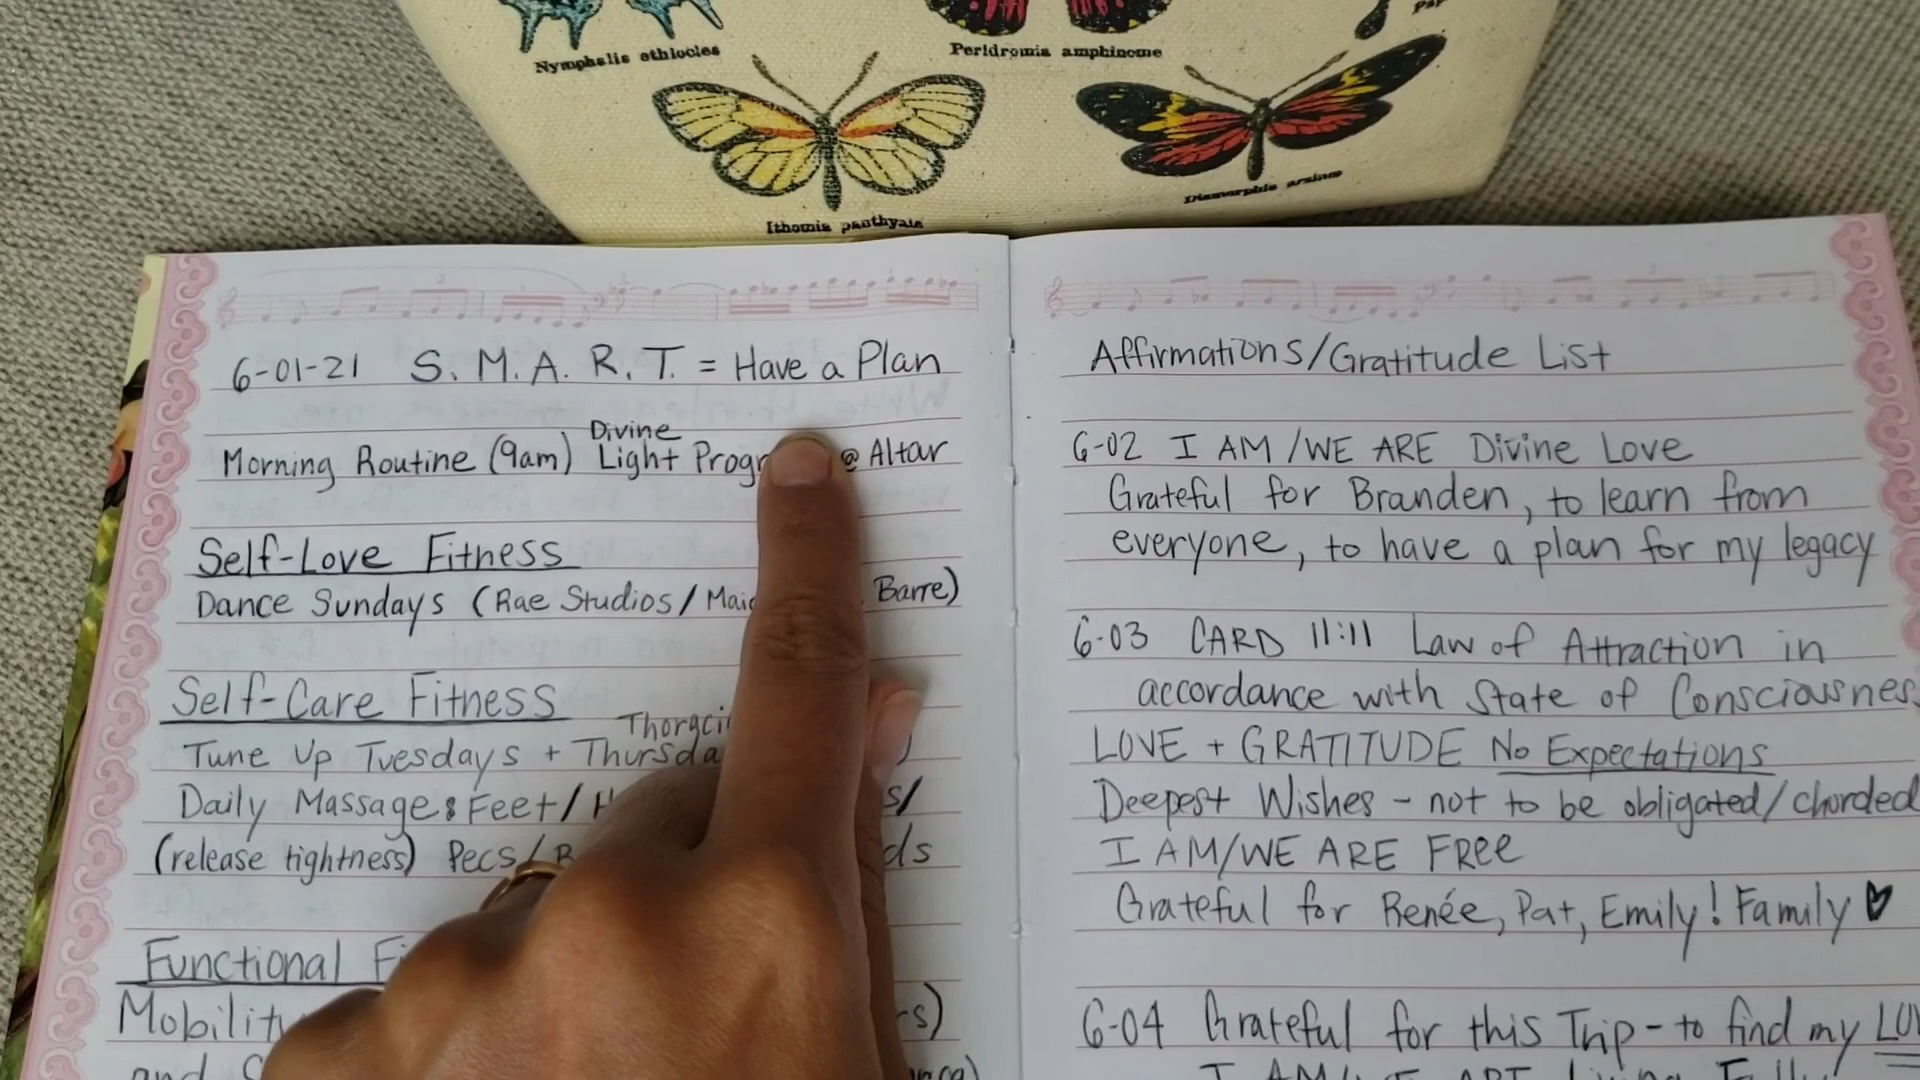 Nymphalis ethiocles
Peridromia amphinome
Ithomia
6-01-21 S. M. A. R. T. = Have a Plan
Divine
Morning Routine (9am) Light @ Altar
Self-Love Fitness
Dance Sundays (Rae Studios/ Barre)
Self-Care Fitness
Tune Up Tuesdays +
Daily Massage: Feet/
(release tightness) Pecs/
Functional
Mobility
and
Affirmations/Gratitude List
6-02 I AM/WE ARE Divine Love
Grateful for Branden, to learn from
everyone, to have a plan for my legacy
6-03 CARD 11:11 Law of Attraction in
accordance with State of Consciousnes
LOVE + GRATITUDE No Expectations
Deepest Wishes - not to be obligated/chorded
I AM/WE ARE FREE
Grateful for Renée, Pat, Emily! Family ♥
6-04 Grateful for this Trip - to find my